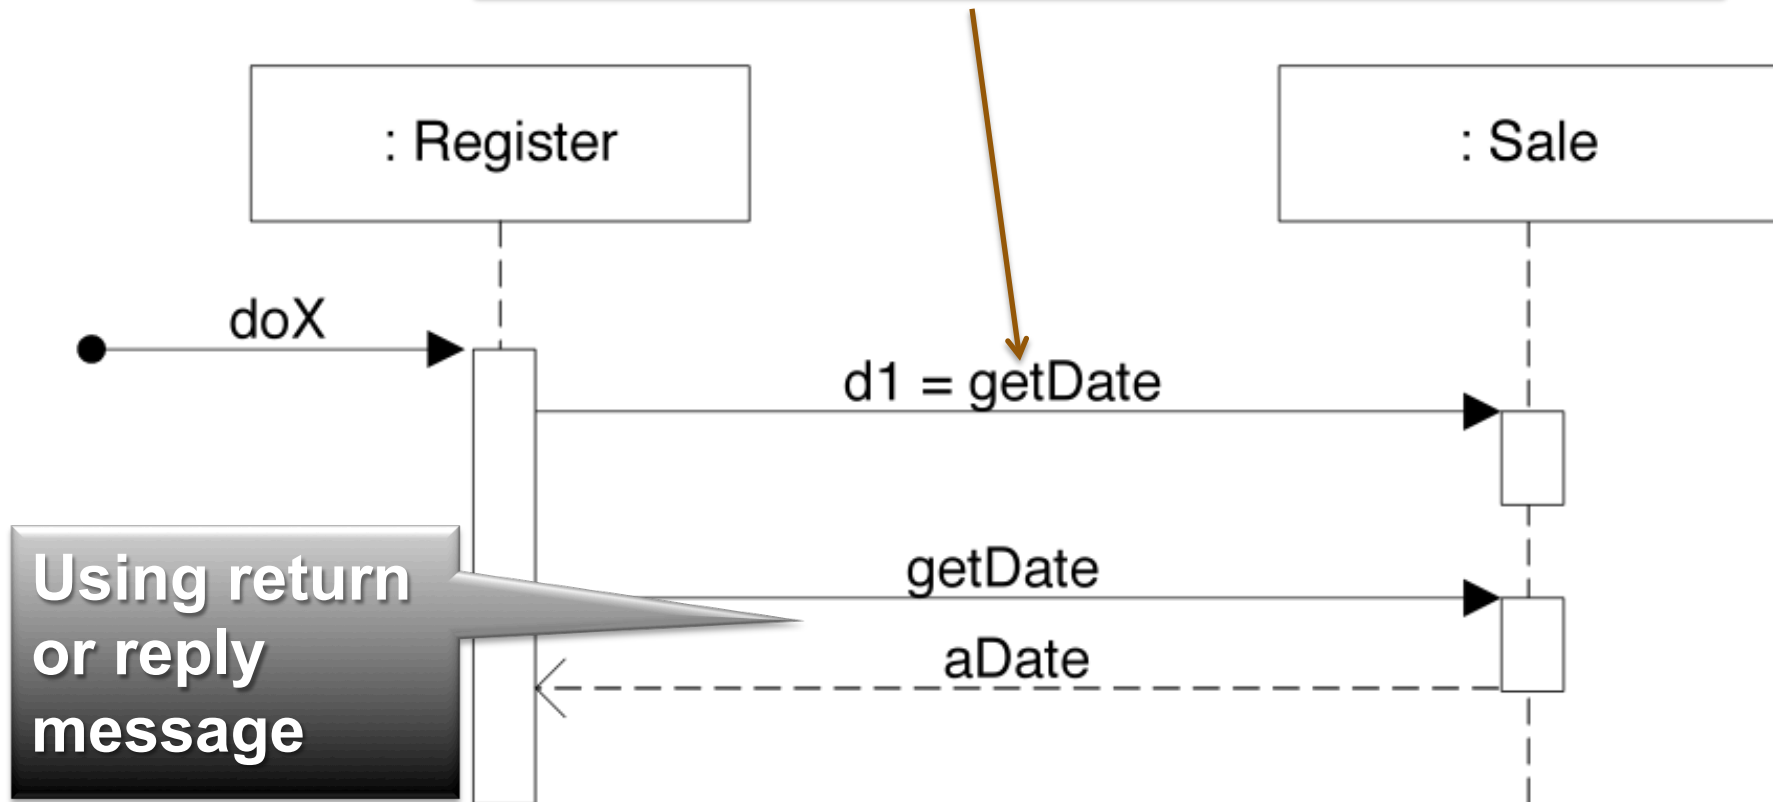 : Register
: Sale
doX
d1 = getDate
getDate
aDate
Using return
or reply
message